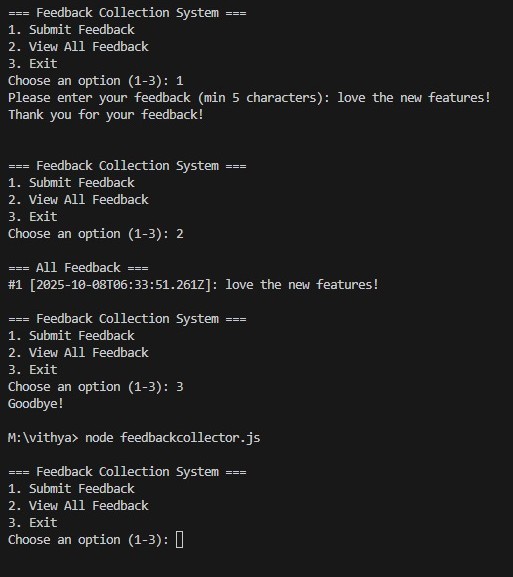 === Feedback Collection System ===
1. Submit Feedback
2. View All Feedback
3. Exit
Choose an option (1-3): 1
Please enter your feedback (min 5 characters): love the new features!
Thank you for your feedback!
=== Feedback Collection System ===
1. Submit Feedback
2. View All Feedback
3. Exit
Choose an option (1-3): 2
=== All Feedback ===
#1 [2025-10-08T06:33:51.261Z]: love the new features!
=== Feedback Collection System ===
1. Submit Feedback
2. View All Feedback
3. Exit
Choose an option (1-3): 3
Goodbye!
M:\vithya> node feedbackcollector.js
=== Feedback Collection System ===
1. Submit Feedback
2. View All Feedback
3. Exit
Choose an option (1-3):